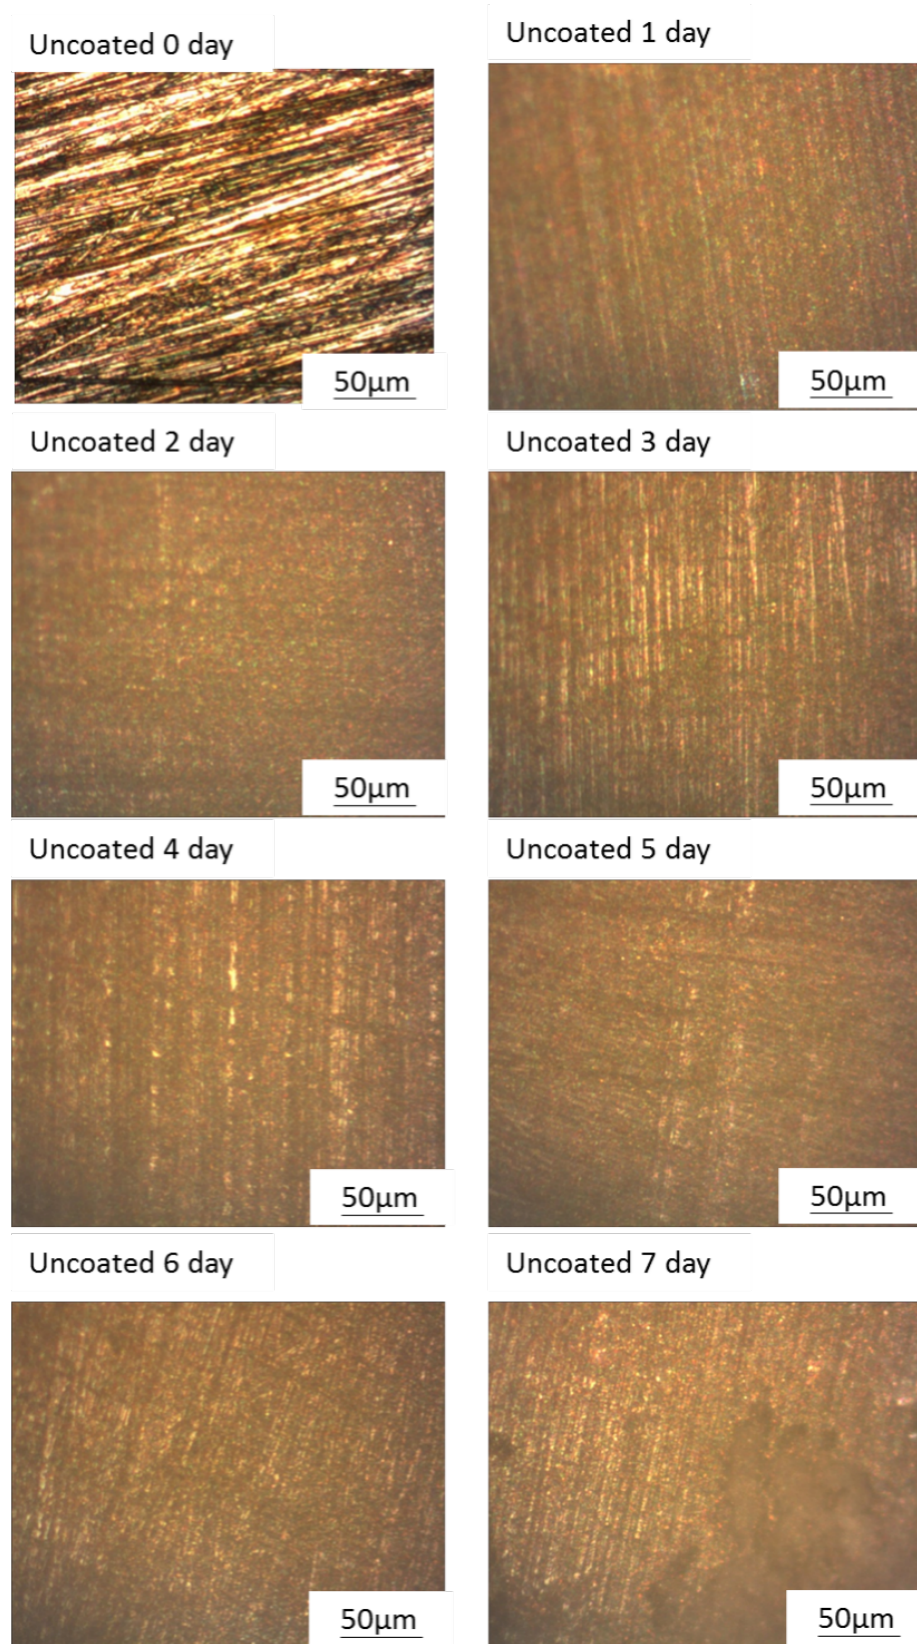 Uncoated 0 day
Uncoated 1 day
50μm
50μm
Uncoated 2 day
Uncoated 3 day
50μm
50μm
Uncoated 4 day
Uncoated 5 day
50μm
50μm
Uncoated 6 day
Uncoated 7 day
50μm
50μm